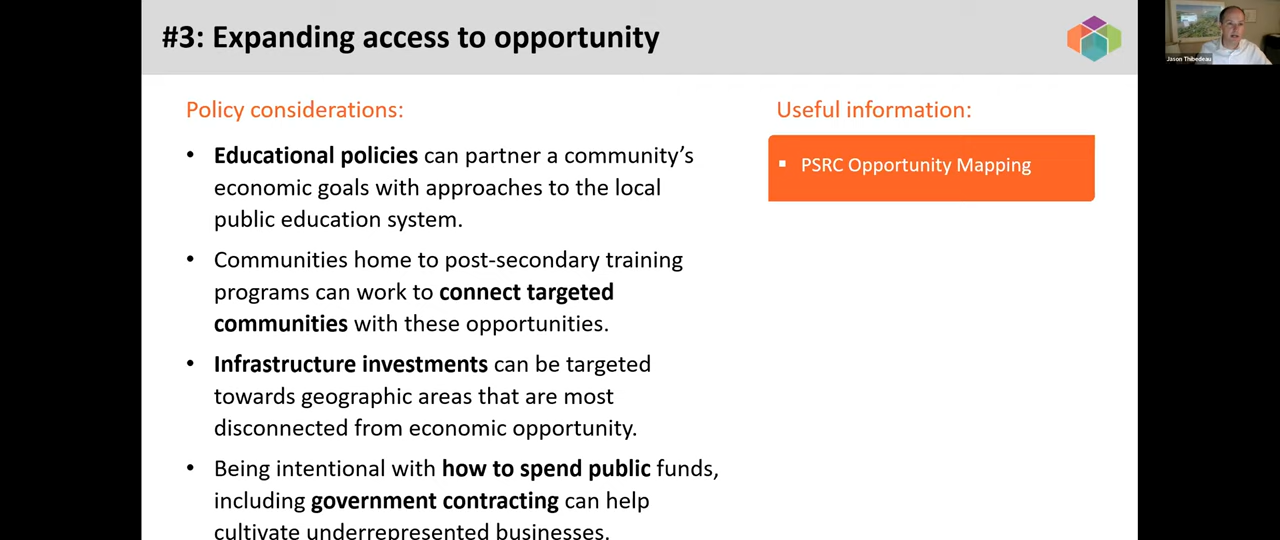 #3: Expanding access to opportunity
Jason Thibedeau
Policy considerations:
• Educational policies can partner a community's
economic goals with approaches to the local
public education system.
• Communities home to post-secondary training
programs can work to connect targeted
communities with these opportunities.
• Infrastructure investments can be targeted
towards geographic areas that are most
disconnected from economic opportunity.
• Being intentional with how to spend public funds,
including government contracting can help
cultivate underrepresented businesses.
Useful information:
▪ PSRC Opportunity Mapping